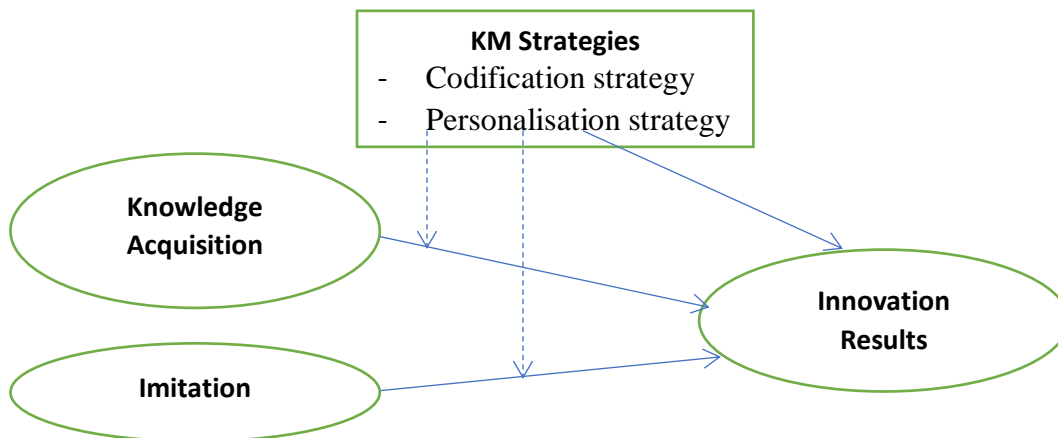 KM Strategies
- Codification strategy
- Personalisation strategy
Knowledge
Acquisition
Innovation
Results
Imitation